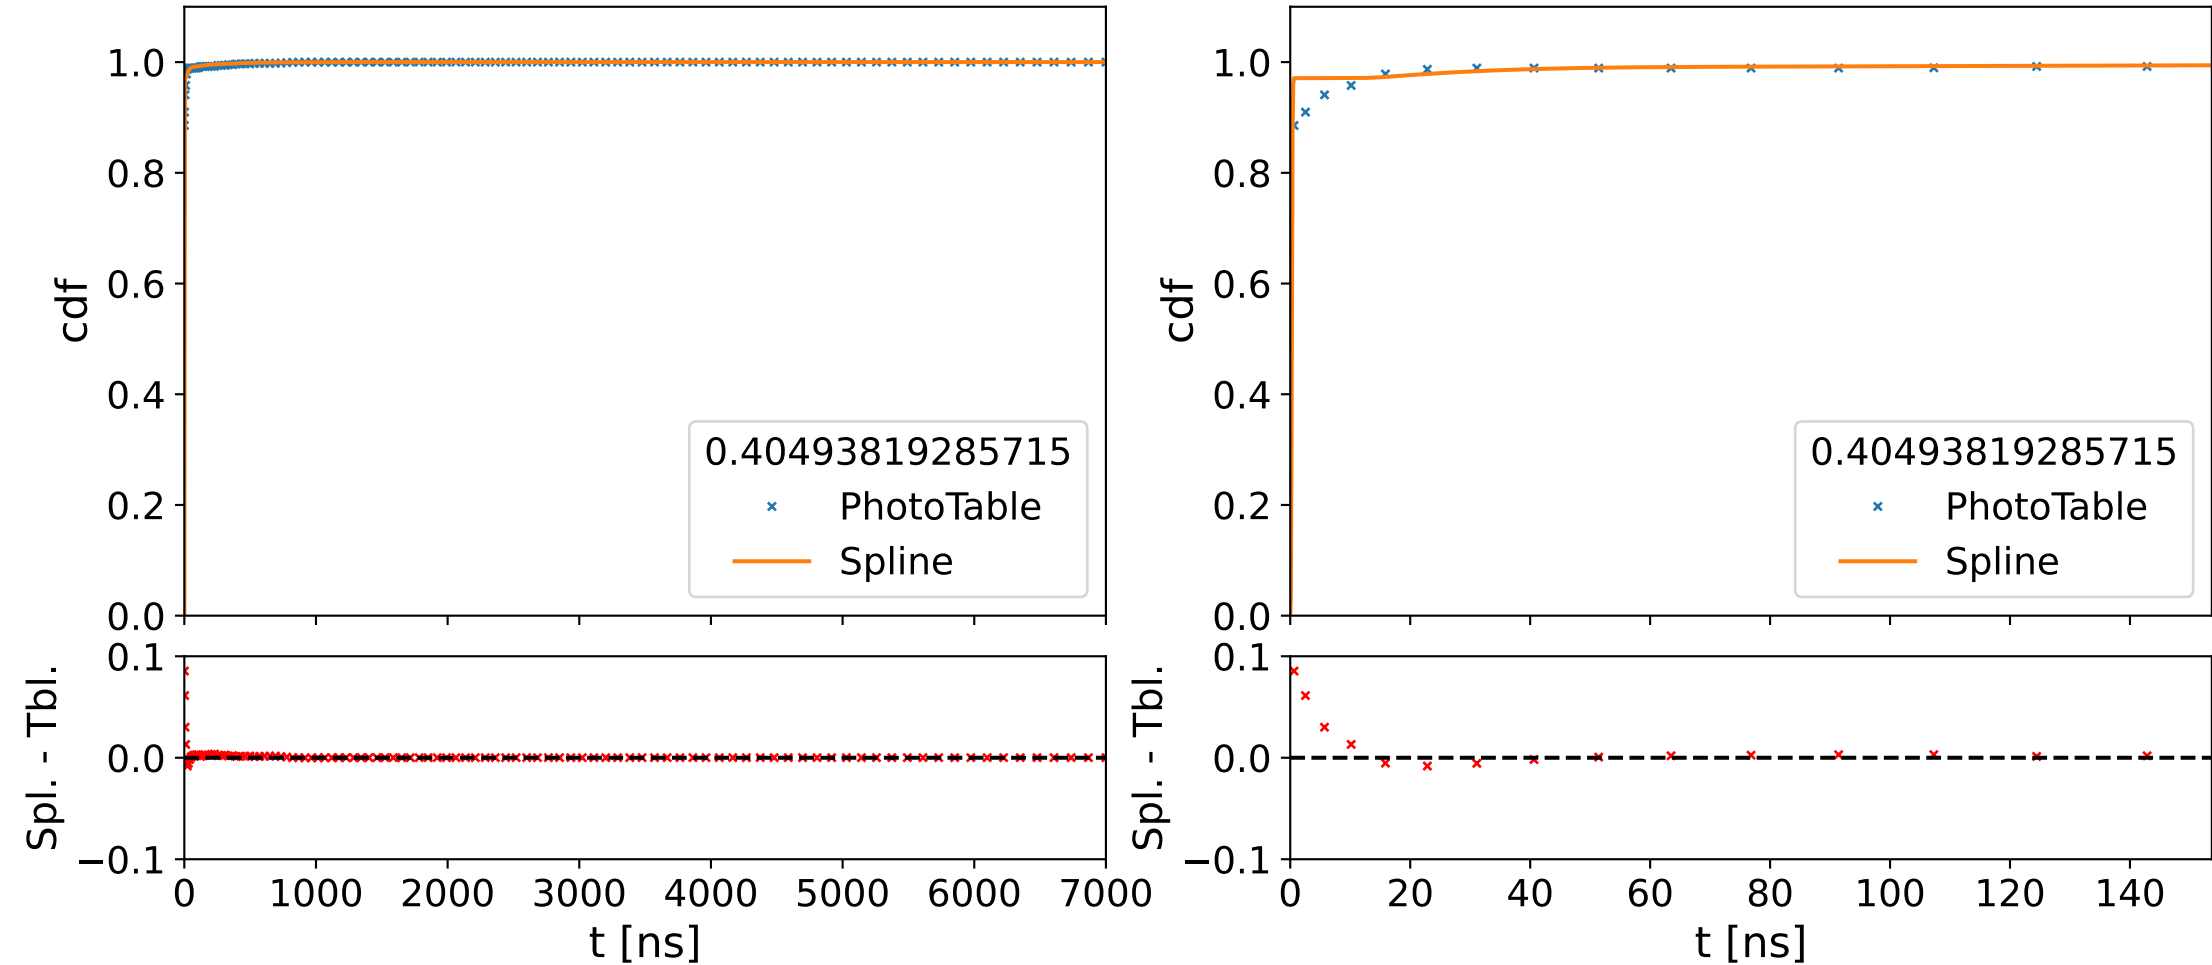 cdf
1.0
0.8
0.6
0.4
0.2
0.0
0.40493819285715
PhotoTable
Spline
Spl. - Tbl.
0.1
0.0
−0.1
0 1000 2000 3000 4000 5000 6000 7000
t [ns]
cdf
1.0
0.8
0.6
0.4
0.2
0.0
0.40493819285715
PhotoTable
Spline
Spl. - Tbl.
0.1
0.0
−0.1
0 20 40 60 80 100 120 140
t [ns]